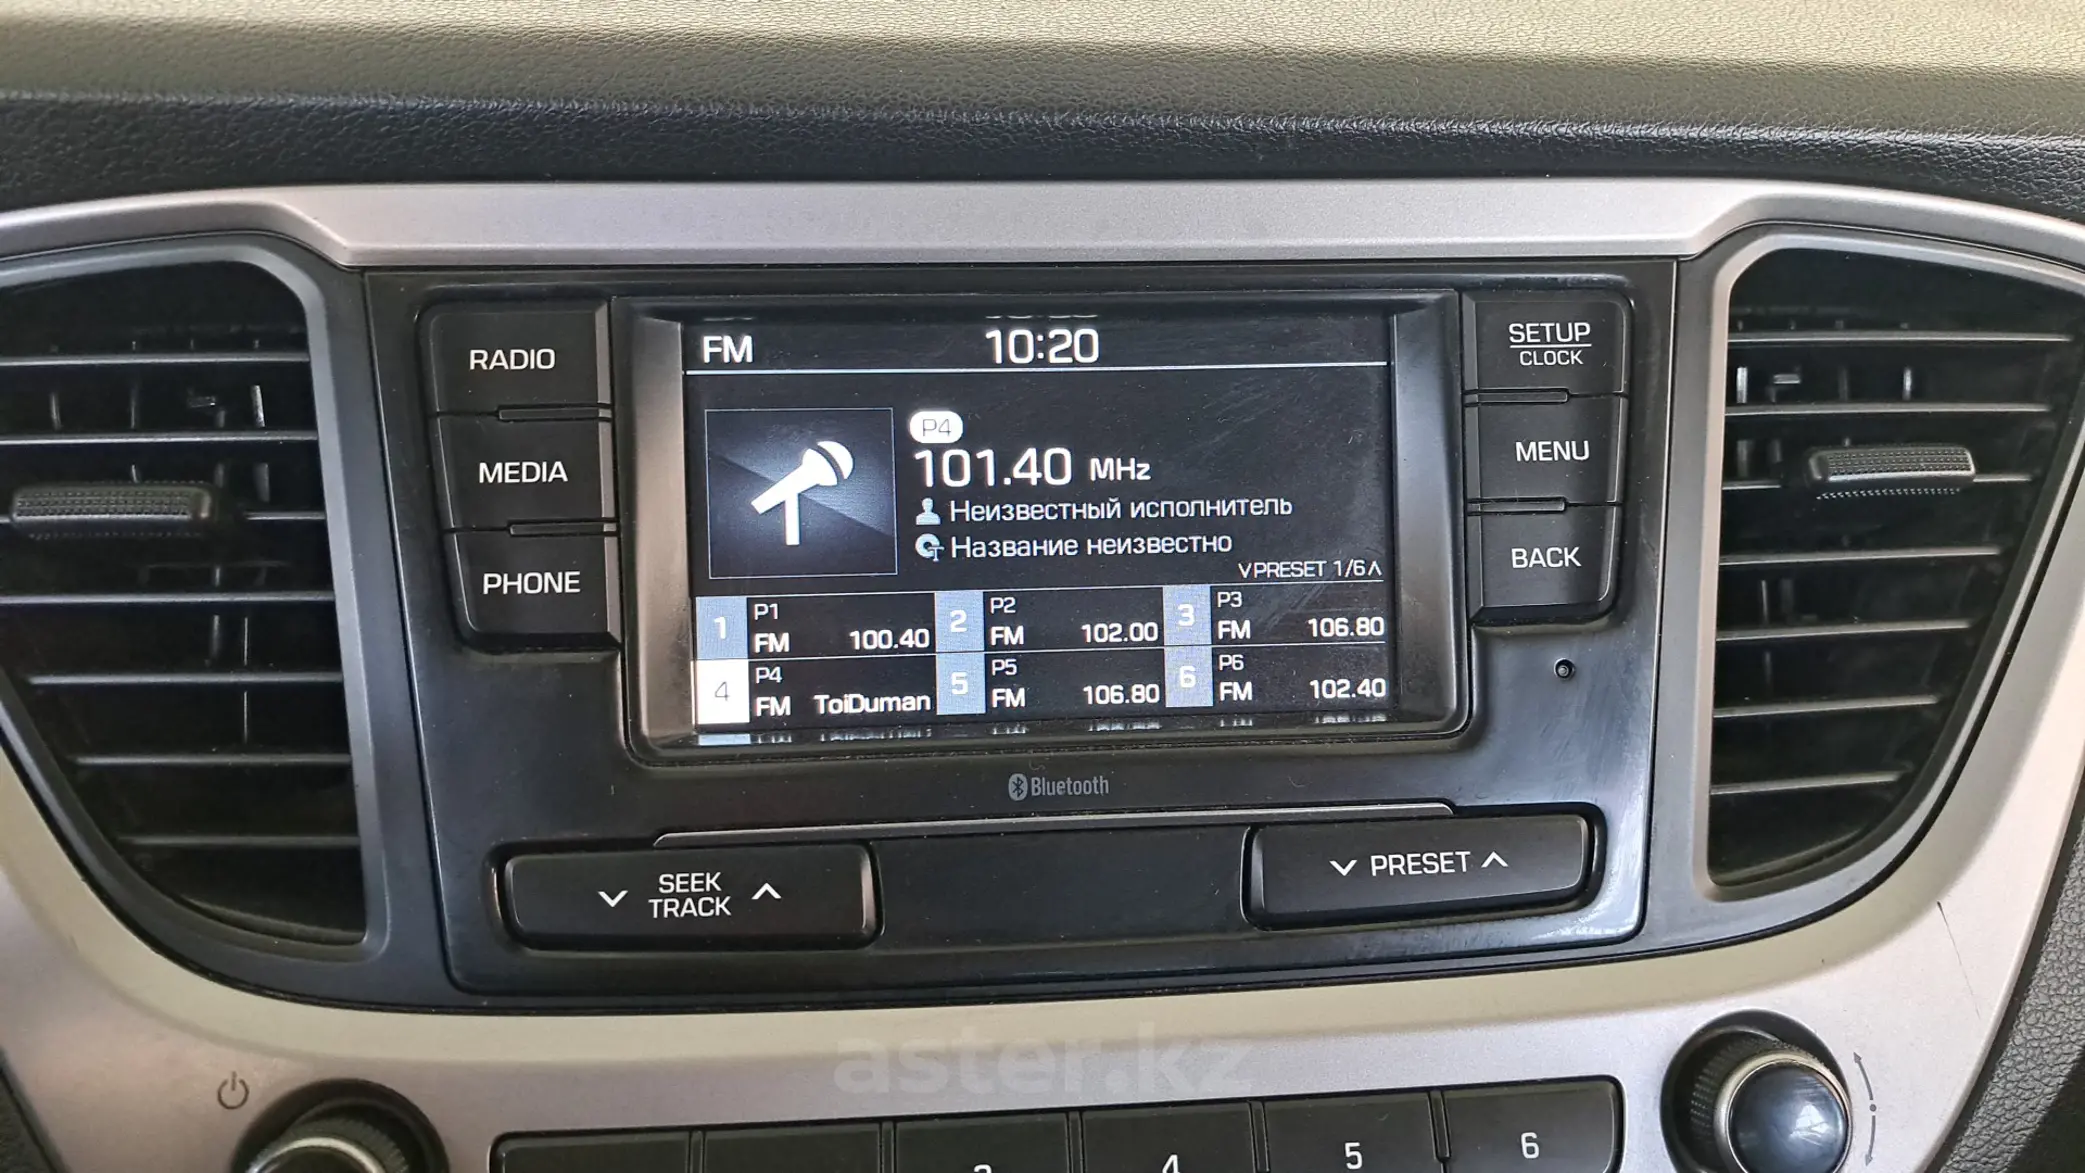 RADIO
MEDIA
PHONE
FM
10:20
P4
101.40 MHz
Неизвестный исполнитель
Название неизвестно
PRESET 1/6
1 P1 FM 100.40
2 P2 FM 102.00
3 P3 FM 106.80
4 P4 FM ToiDuman
5 P5 FM 106.80
6 P6 FM 102.40
SETUP
CLOCK
MENU
BACK
Bluetooth
SEEK
TRACK
PRESET
aster.kz
4
5
6